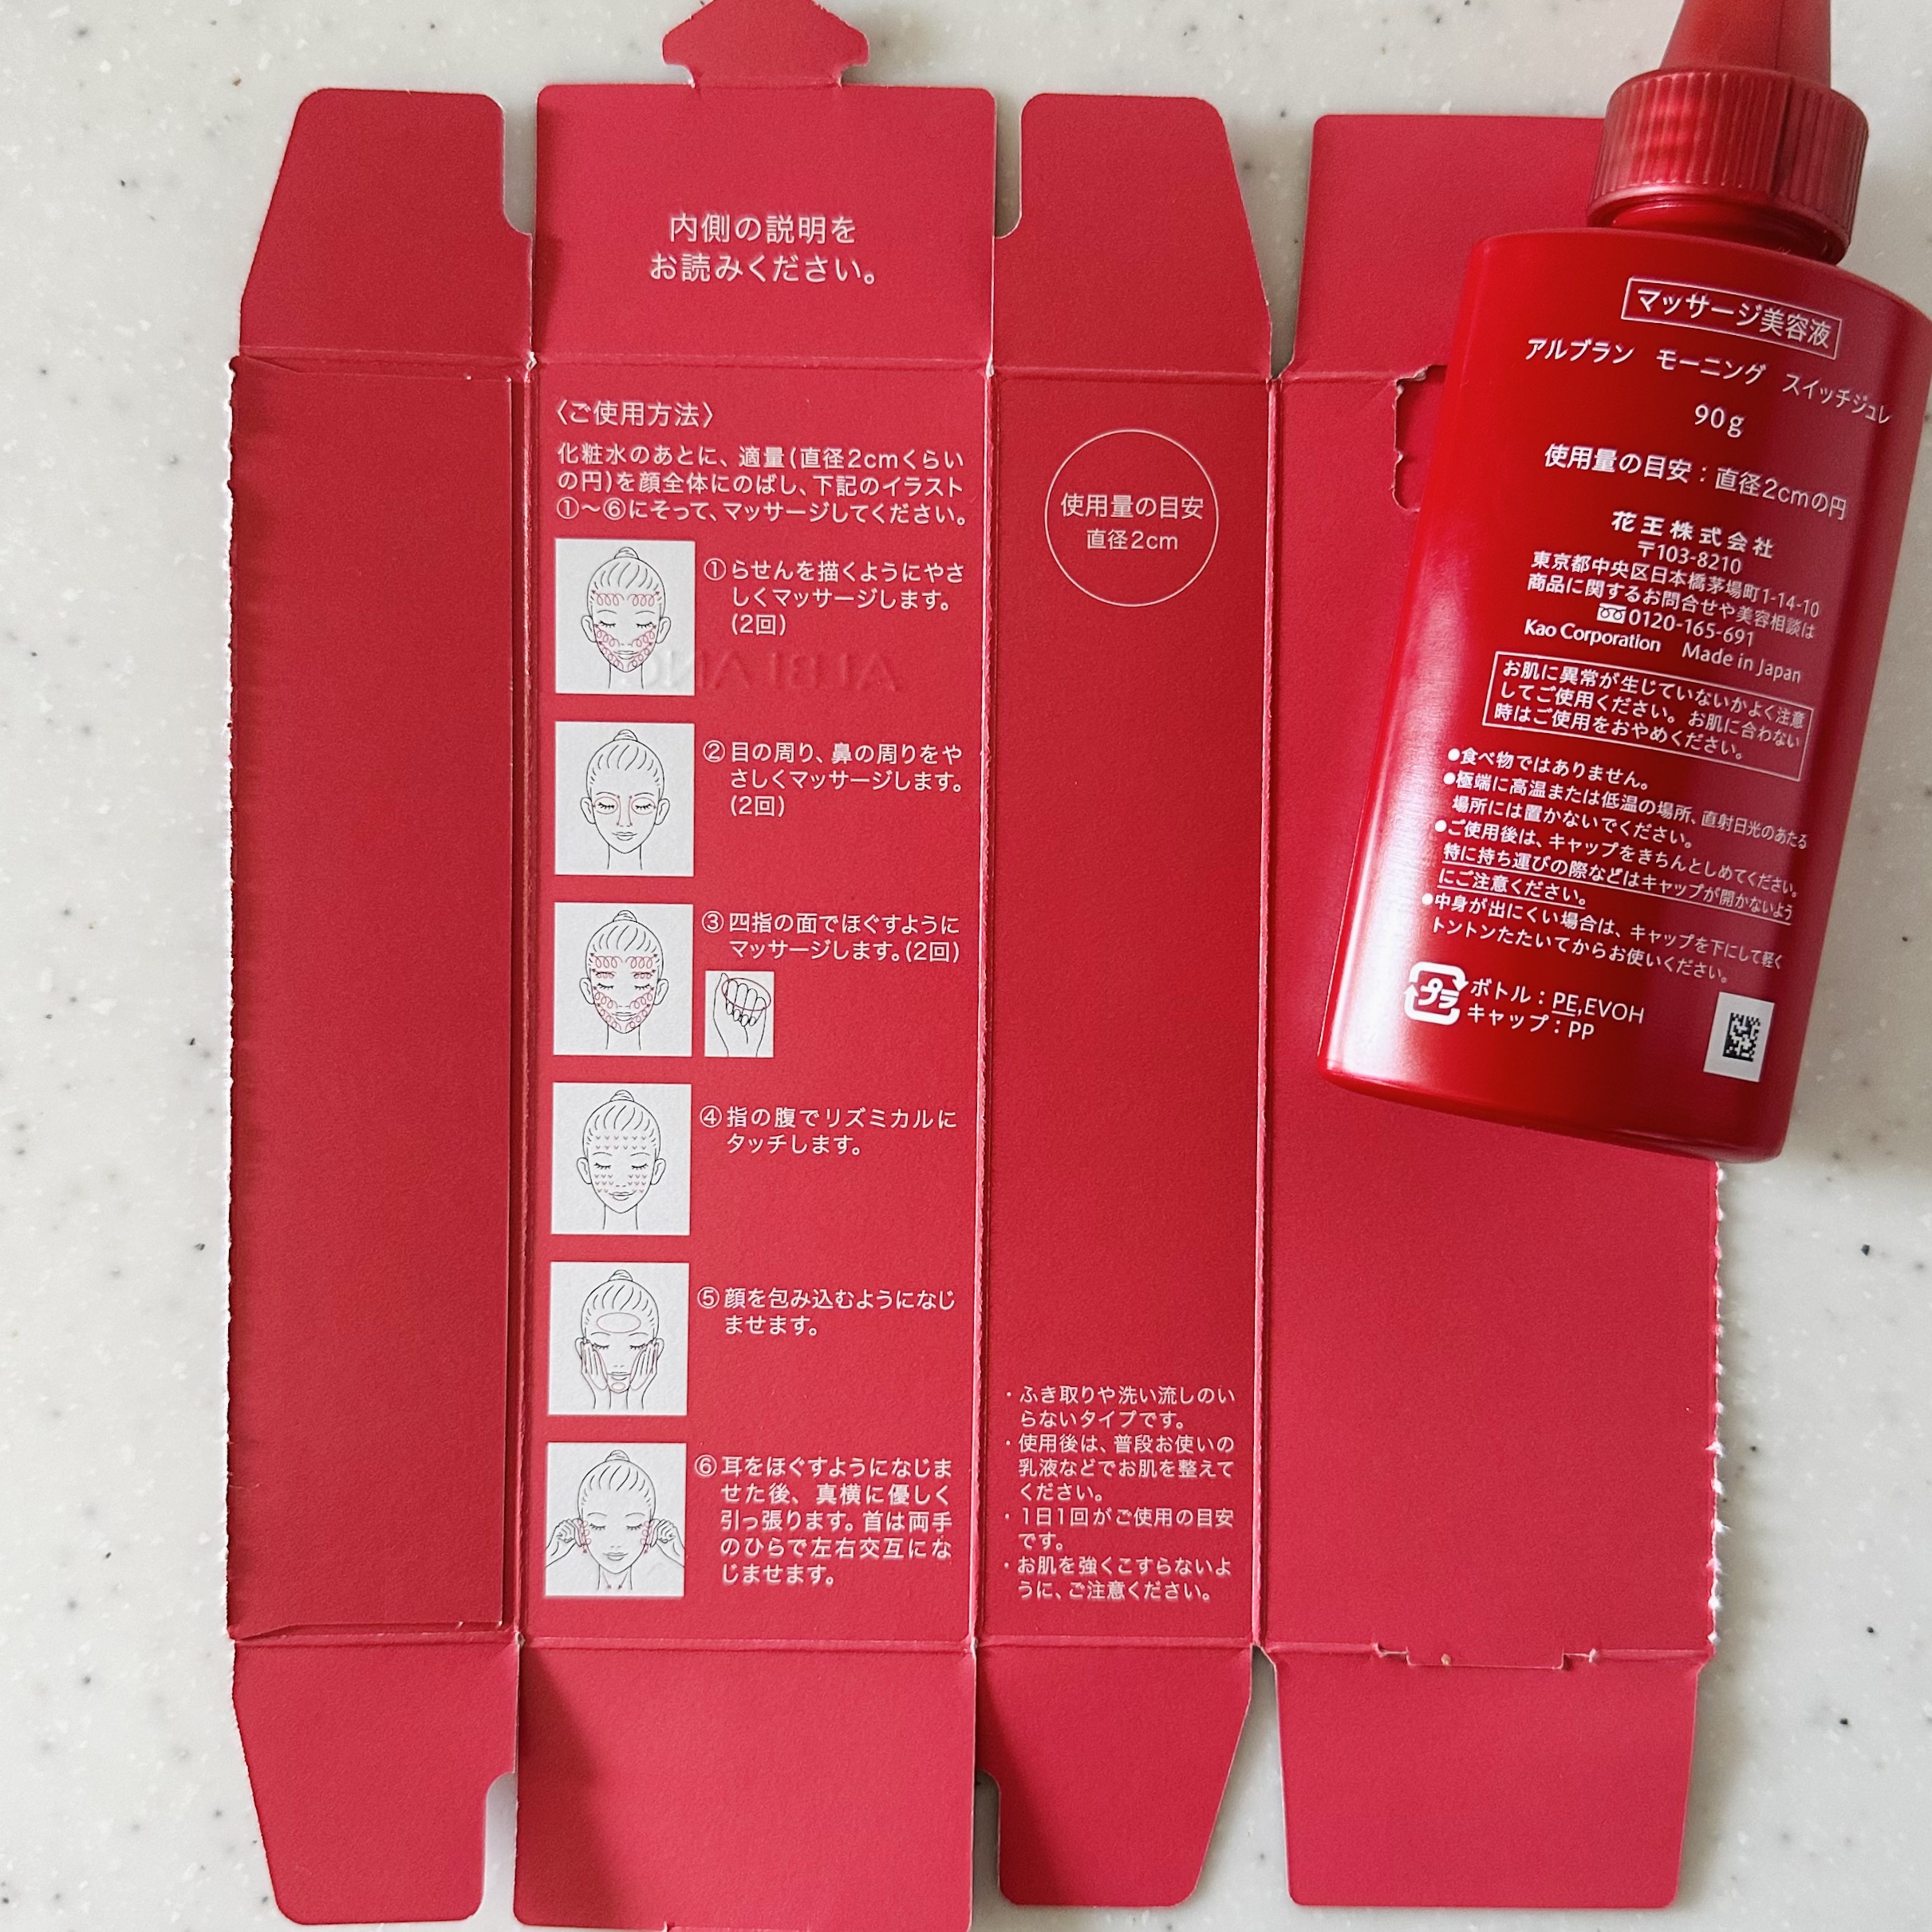 内側の説明を
お読みください。
〈ご使用方法〉
化粧水のあとに、適量(直径2cmくらい
の円)を顔全体にのばし、下記のイラスト
①～⑥にそって、マッサージしてください。
①らせんを描くようにやさ
しくマッサージします。
(2回)
ALBLANC
②目の周り、鼻の周りをや
さしくマッサージします。
(2回)
③四指の面でほぐすように
マッサージします。(2回)
④指の腹でリズミカルに
タッチします。
⑤顔を包み込むようになじ
ませます。
⑥耳をほぐすようになじま
せた後、真横に優しく
引っ張ります。首は両手
のひらで左右交互にな
じませます。
使用量の目安
直径2cm
・ふき取りや洗い流しのい
らないタイプです。
・使用後は、普段お使いの
乳液などでお肌を整えて
ください。
・1日1回がご使用の目安
です。
・お肌を強くこすらないよ
うに、ご注意ください。
マッサージ美容液
アルブラン モーニング スイッチジュレ
90g
使用量の目安：直径2cmの円
花王株式会社
〒103-8210
東京都中央区日本橋茅場町1-14-10
商品に関するお問合せや美容相談は
0120-165-691
Kao Corporation Made in Japan
お肌に異常が生じていないかよく注意
してご使用ください。お肌に合わない
時はご使用をおやめください。
●食べ物ではありません。
●極端に高温または低温の場所、直射日光のあたる
場所には置かないでください。
●ご使用後は、キャップをきちんとしめてください。
特に持ち運びの際などはキャップが開かないよう
にご注意ください。
●中身が出にくい場合は、キャップを下にして軽く
トントンたたいてからお使いください。
プラ ボトル：PE,EVOH
キャップ：PP